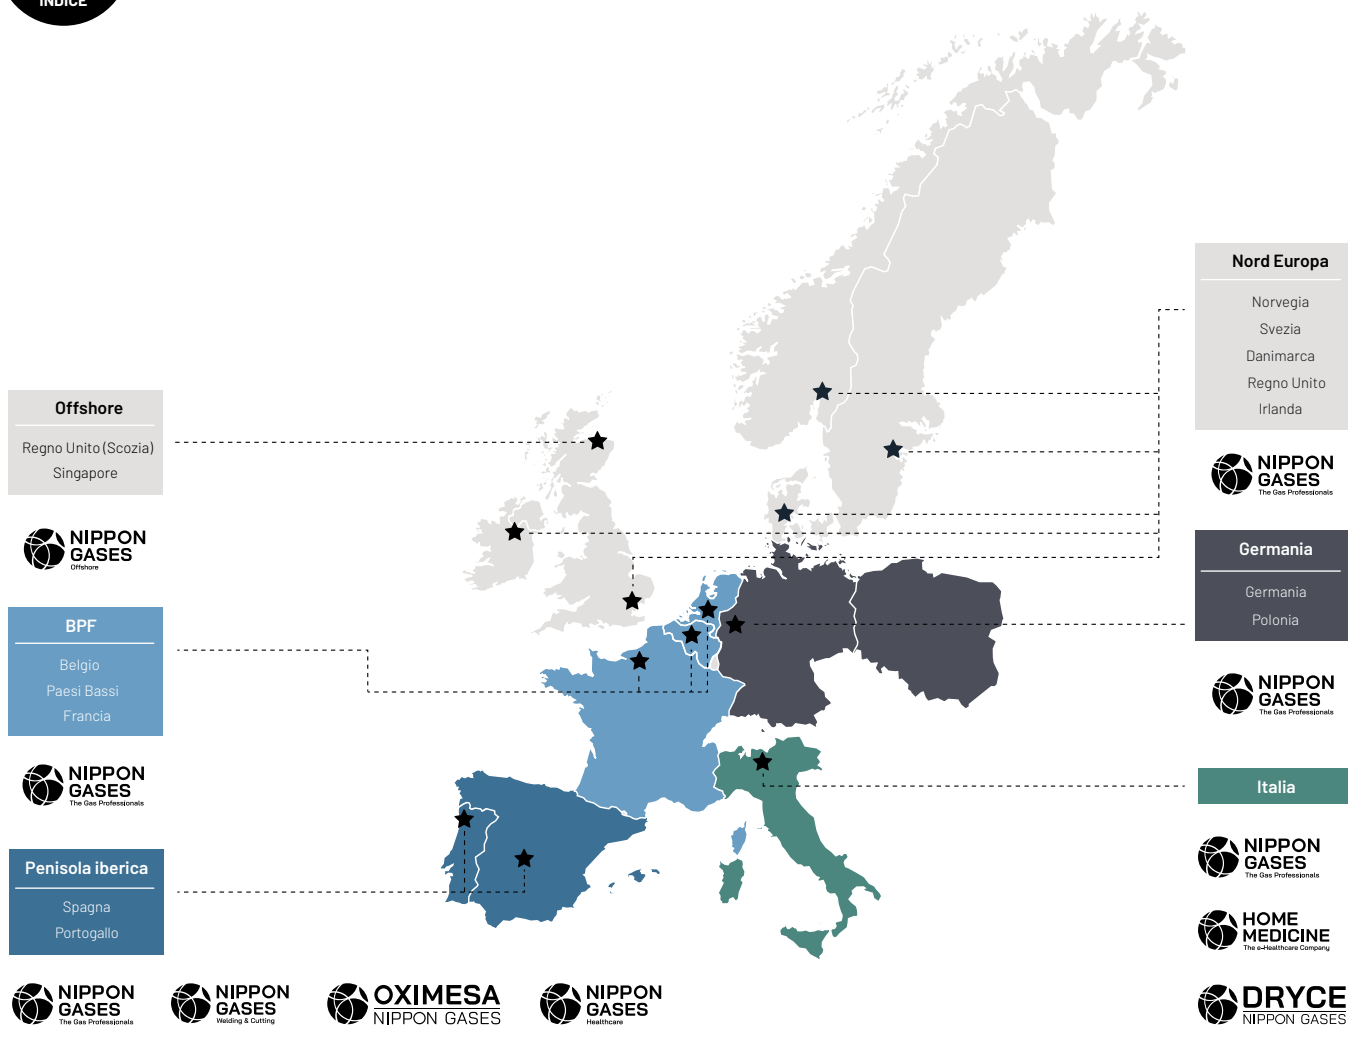 ÍNDICE
Nord Europa
Norvegia
Svezia
Danimarca
Regno Unito
Irlanda
NIPPON
GASES
The Gas Professionals
Offshore
Regno Unito (Scozia)
Singapore
NIPPON
GASES
Offshore
Germania
Germania
Polonia
NIPPON
GASES
The Gas Professionals
BPF
Belgio
Paesi Bassi
Francia
NIPPON
GASES
The Gas Professionals
Italia
NIPPON
GASES
The Gas Professionals
HOME
MEDICINE
The e-Healthcare Company
DRYCE
NIPPON GASES
Penisola iberica
Spagna
Portogallo
NIPPON
GASES
The Gas Professionals
NIPPON
GASES
Welding & Cutting
OXIMESA
NIPPON GASES
NIPPON
GASES
Healthcare